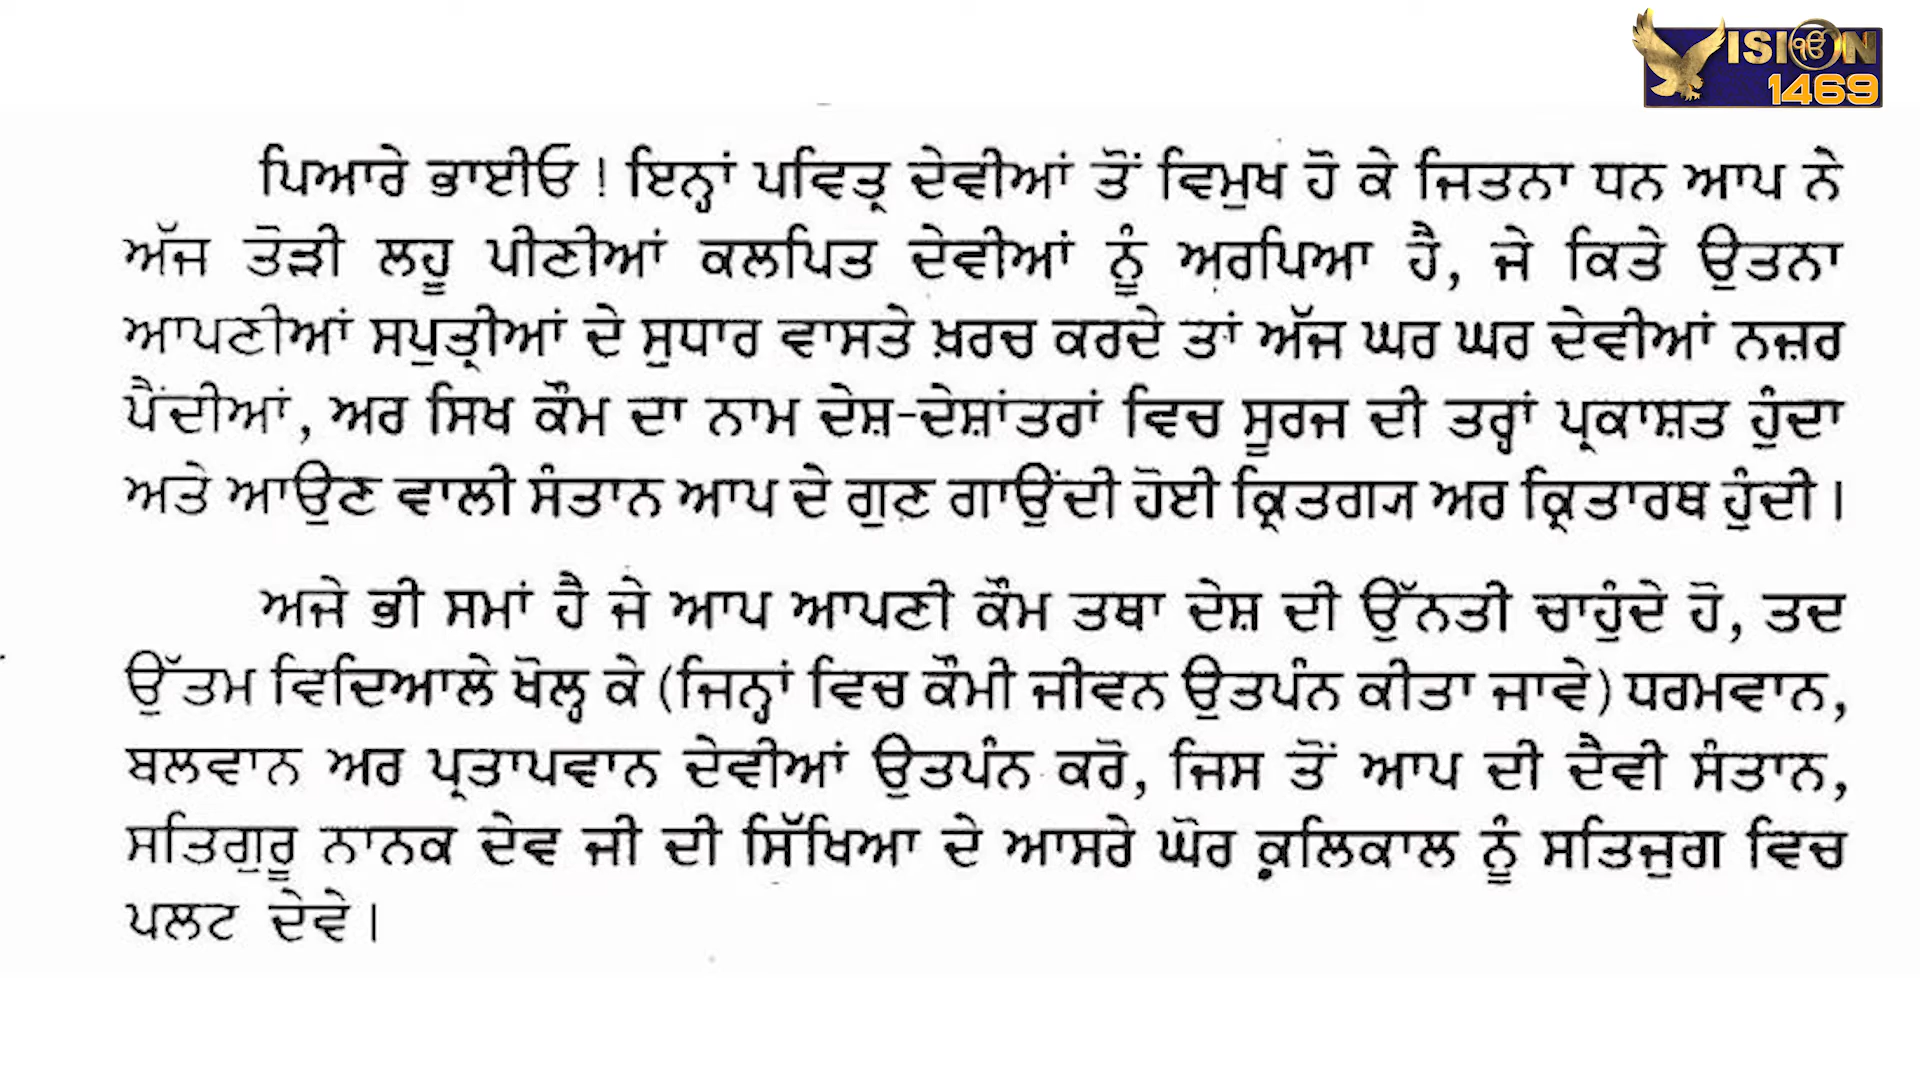 VISION
1469
ਪਿਆਰੇ ਭਾਈਓ ! ਇਨ੍ਹਾਂ ਪਵਿਤ੍ਰ ਦੇਵੀਆਂ ਤੋਂ ਵਿਮੁਖ ਹੋ ਕੇ ਜਿਤਨਾ ਧਨ ਆਪ ਨੇ
ਅੱਜ ਤੋੜੀ ਲਹੂ ਪੀਣੀਆਂ ਕਲਪਿਤ ਦੇਵੀਆਂ ਨੂੰ ਅਰਪਿਆ ਹੈ, ਜੇ ਕਿਤੇ ਉਤਨਾ
ਆਪਣੀਆਂ ਸਪੁਤ੍ਰੀਆਂ ਦੇ ਸੁਧਾਰ ਵਾਸਤੇ ਖ਼ਰਚ ਕਰਦੇ ਤਾਂ ਅੱਜ ਘਰ ਘਰ ਦੇਵੀਆਂ ਨਜ਼ਰ
ਪੈਂਦੀਆਂ, ਅਰ ਸਿਖ ਕੌਮ ਦਾ ਨਾਮ ਦੇਸ਼-ਦੇਸ਼ਾਂਤਰਾਂ ਵਿਚ ਸੂਰਜ ਦੀ ਤਰ੍ਹਾਂ ਪ੍ਰਕਾਸ਼ਤ ਹੁੰਦਾ
ਅਤੇ ਆਉਣ ਵਾਲੀ ਸੰਤਾਨ ਆਪ ਦੇ ਗੁਣ ਗਾਉਂਦੀ ਹੋਈ ਕ੍ਰਿਤਗ੍ਯ ਅਰ ਕ੍ਰਿਤਾਰਥ ਹੁੰਦੀ।
ਅਜੇ ਭੀ ਸਮਾਂ ਹੈ ਜੇ ਆਪ ਆਪਣੀ ਕੌਮ ਤਥਾ ਦੇਸ਼ ਦੀ ਉੱਨਤੀ ਚਾਹੁੰਦੇ ਹੋ, ਤਦ
ਉੱਤਮ ਵਿਦਿਆਲੇ ਖੋਲ੍ਹ ਕੇ (ਜਿਨ੍ਹਾਂ ਵਿਚ ਕੌਮੀ ਜੀਵਨ ਉਤਪੰਨ ਕੀਤਾ ਜਾਵੇ) ਧਰਮਵਾਨ,
ਬਲਵਾਨ ਅਰ ਪ੍ਰਤਾਪਵਾਨ ਦੇਵੀਆਂ ਉਤਪੰਨ ਕਰੋ, ਜਿਸ ਤੋਂ ਆਪ ਦੀ ਦੈਵੀ ਸੰਤਾਨ,
ਸਤਿਗੁਰੂ ਨਾਨਕ ਦੇਵ ਜੀ ਦੀ ਸਿੱਖਿਆ ਦੇ ਆਸਰੇ ਘੋਰ ਕਲਿਕਾਲ ਨੂੰ ਸਤਿਜੁਗ ਵਿਚ
ਪਲਟ ਦੇਵੇ।